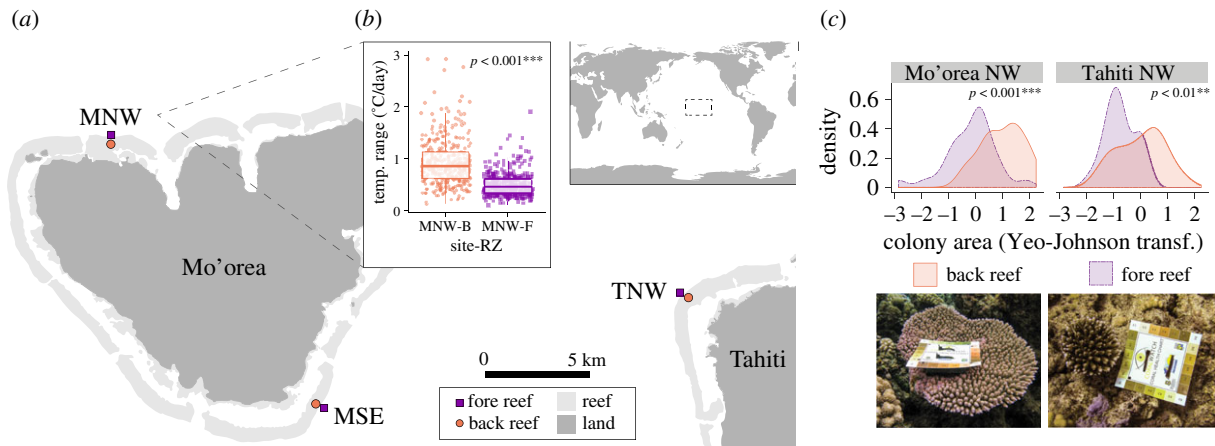 (a)
(b)
(c)
MNW
Mo’orea
MSE
3
2
1
0
temp. range (°C/day)
p < 0.001***
MNW-B MNW-F
site-RZ
TNW
Tahiti
0 5 km
fore reef reef
back reef land
Mo’orea NW Tahiti NW
p < 0.001*** p < 0.01**
0.6
0.4
0.2
0
density
−3 −2 −1 0 1 2 −3 −2 −1 0 1 2
colony area (Yeo-Johnson transf.)
back reef fore reef